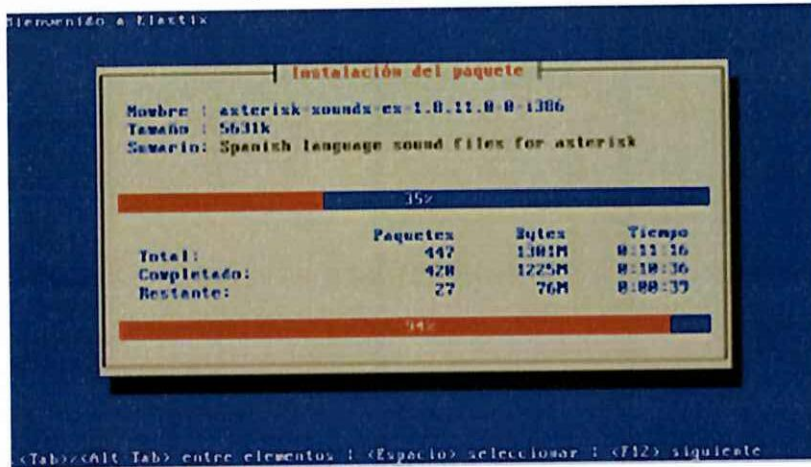 Bienvenido a Elastix
Instalación del paquete
Nombre : asterisk-sounds-es-1.8.11.0-0-i386
Tamaño : 5631k
Sumario: Spanish language sound files for asterisk
35%
Paquetes Bytes Tiempo
Total: 447 1301M 0:11:16
Completado: 420 1225M 0:10:36
Restante: 27 76M 0:00:39
94%
<Tab>/<Alt-Tab> entre elementos | <Espacio> seleccionar | <F12> siguiente